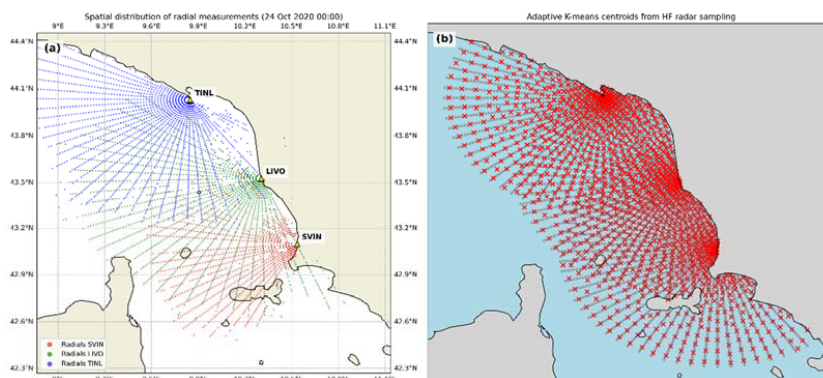 Spatial distribution of radial measurements (24 Oct 2020 00:00)
9°E 9.3°E 9.6°E 9.9°E 10.2°E 10.5°E 10.8°E 11.1°E
(a)
44.4°N 44.4°N
TINL
44.1°N 44.1°N
43.8°N 43.8°N
LIVO
43.5°N 43.5°N
SVIN
43.2°N 43.2°N
42.9°N 42.9°N
42.6°N 42.6°N
Radials SVIN
Radials LIVO
Radials TINL
42.3°N 42.3°N
Adaptive K-means centroids from HF radar sampling
(b)